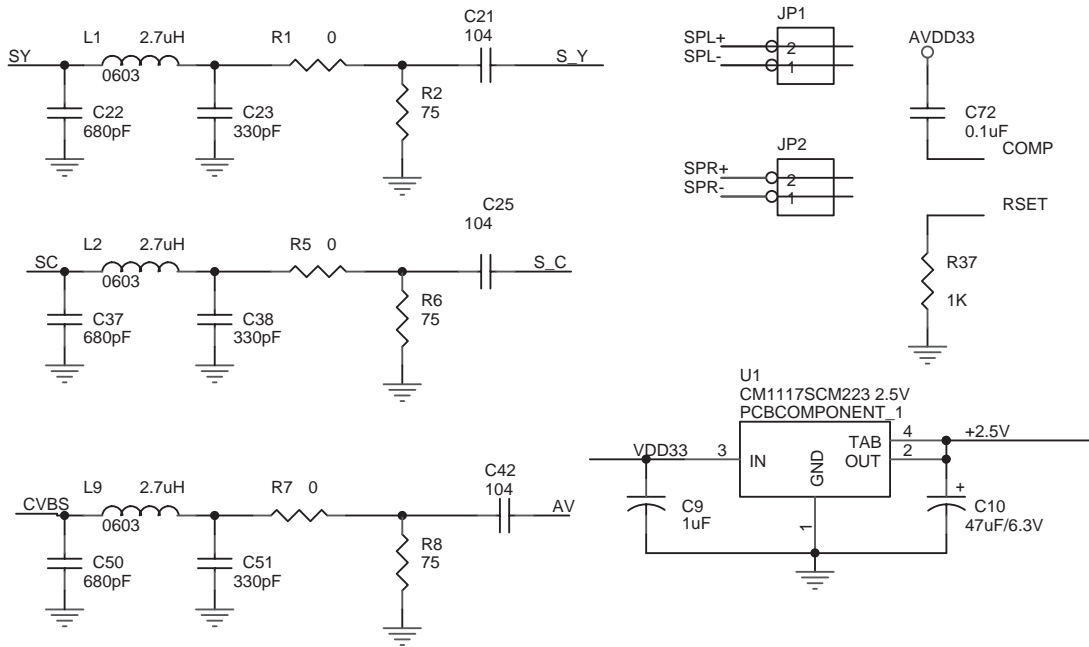 L1 2.7uH
R1 0
C21
104
SY
S_Y
0603
C22
680pF
C23
330pF
R2
75
JP1
SPL+
SPL-
2
1
AVDD33
C72
0.1uF
COMP
JP2
SPR+
SPR-
2
1
RSET
R37
1K
C25
104
L2 2.7uH
R5 0
SC
S_C
0603
C37
680pF
C38
330pF
R6
75
U1
CM1117SCM223 2.5V
PCBCOMPONENT_1
VDD33
3
IN
GND
TAB
OUT
4
2
1
+2.5V
C9
1uF
+
C10
47uF/6.3V
L9 2.7uH
R7 0
C42
104
CVBS
AV
0603
C50
680pF
C51
330pF
R8
75